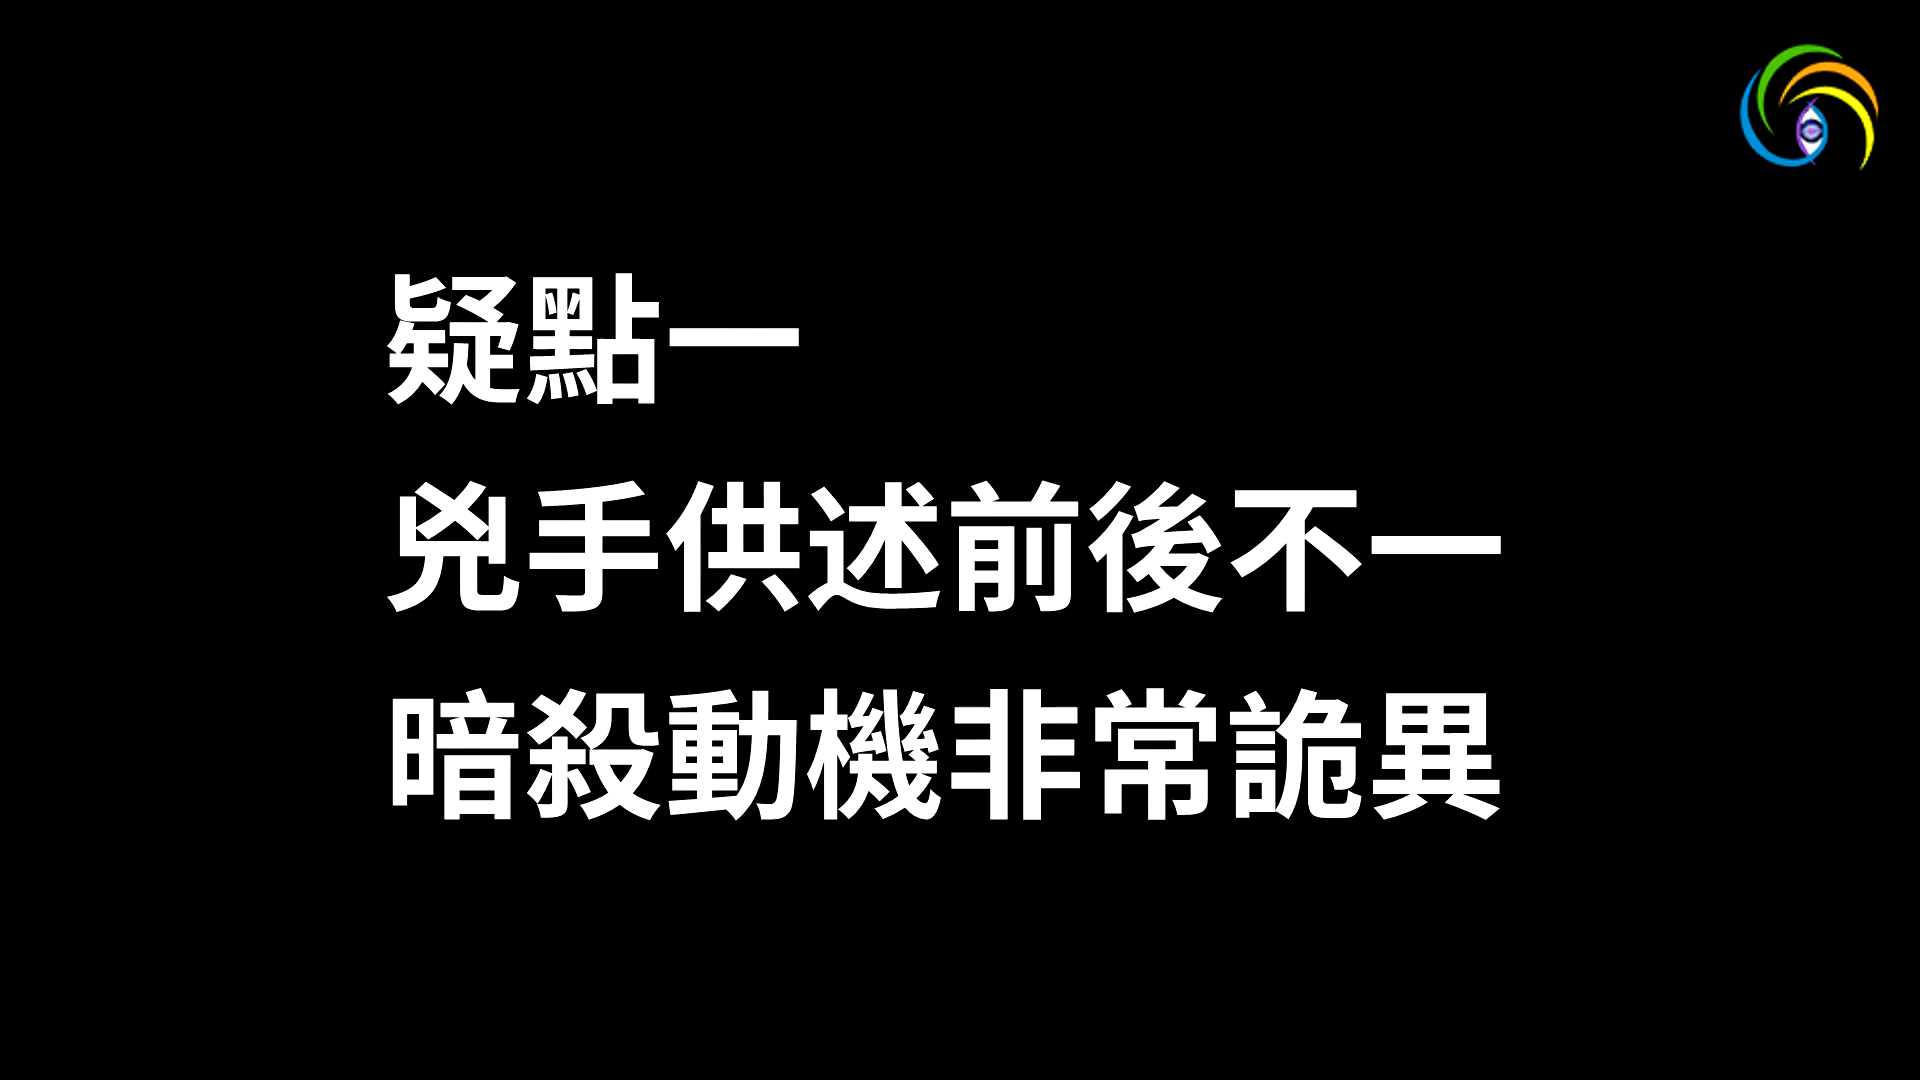 疑點一
兇手供述前後不一
暗殺動機非常詭異